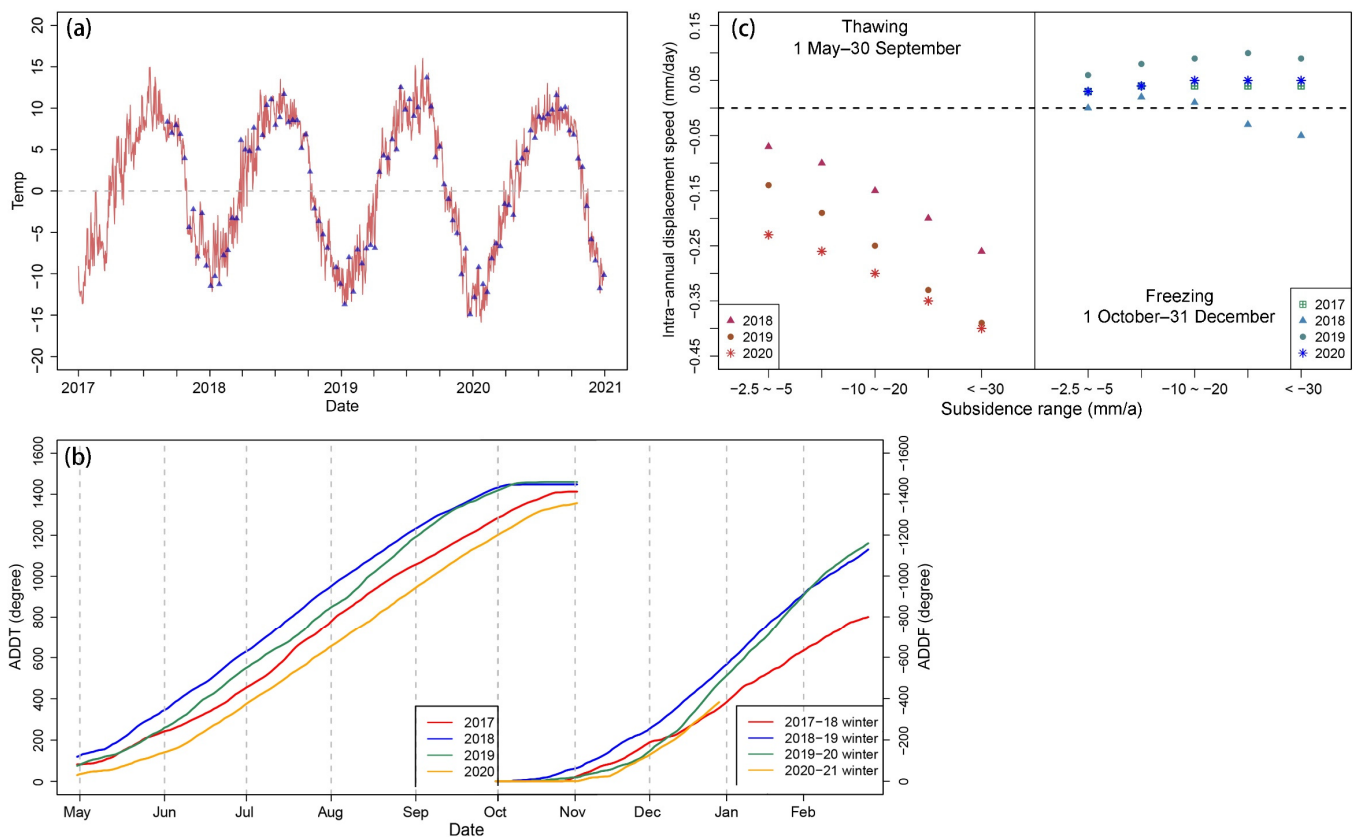 (a)
20
15
10
5
0
−5
−10
−15
−20
Temp
2017
2018
2019
2020
2021
Date
(c)
Thawing
1 May–30 September
Freezing
1 October–31 December
0.15
0.05
−0.05
−0.15
−0.25
−0.35
−0.45
Intra−annual displacement speed (mm/day)
2018
2019
2020
2017
2018
2019
2020
−2.5 ~ −5
−10 ~ −20
< −30
−2.5 ~ −5
−10 ~ −20
< −30
Subsidence range (mm/a)
(b)
1600
1400
1200
1000
800
600
400
200
0
ADDT (degree)
−1600
−1400
−1200
−1000
−800
−600
−400
−200
0
ADDF (degree)
2017
2018
2019
2020
2017−18 winter
2018−19 winter
2019−20 winter
2020−21 winter
May
Jun
Jul
Aug
Sep
Oct
Nov
Dec
Jan
Feb
Date